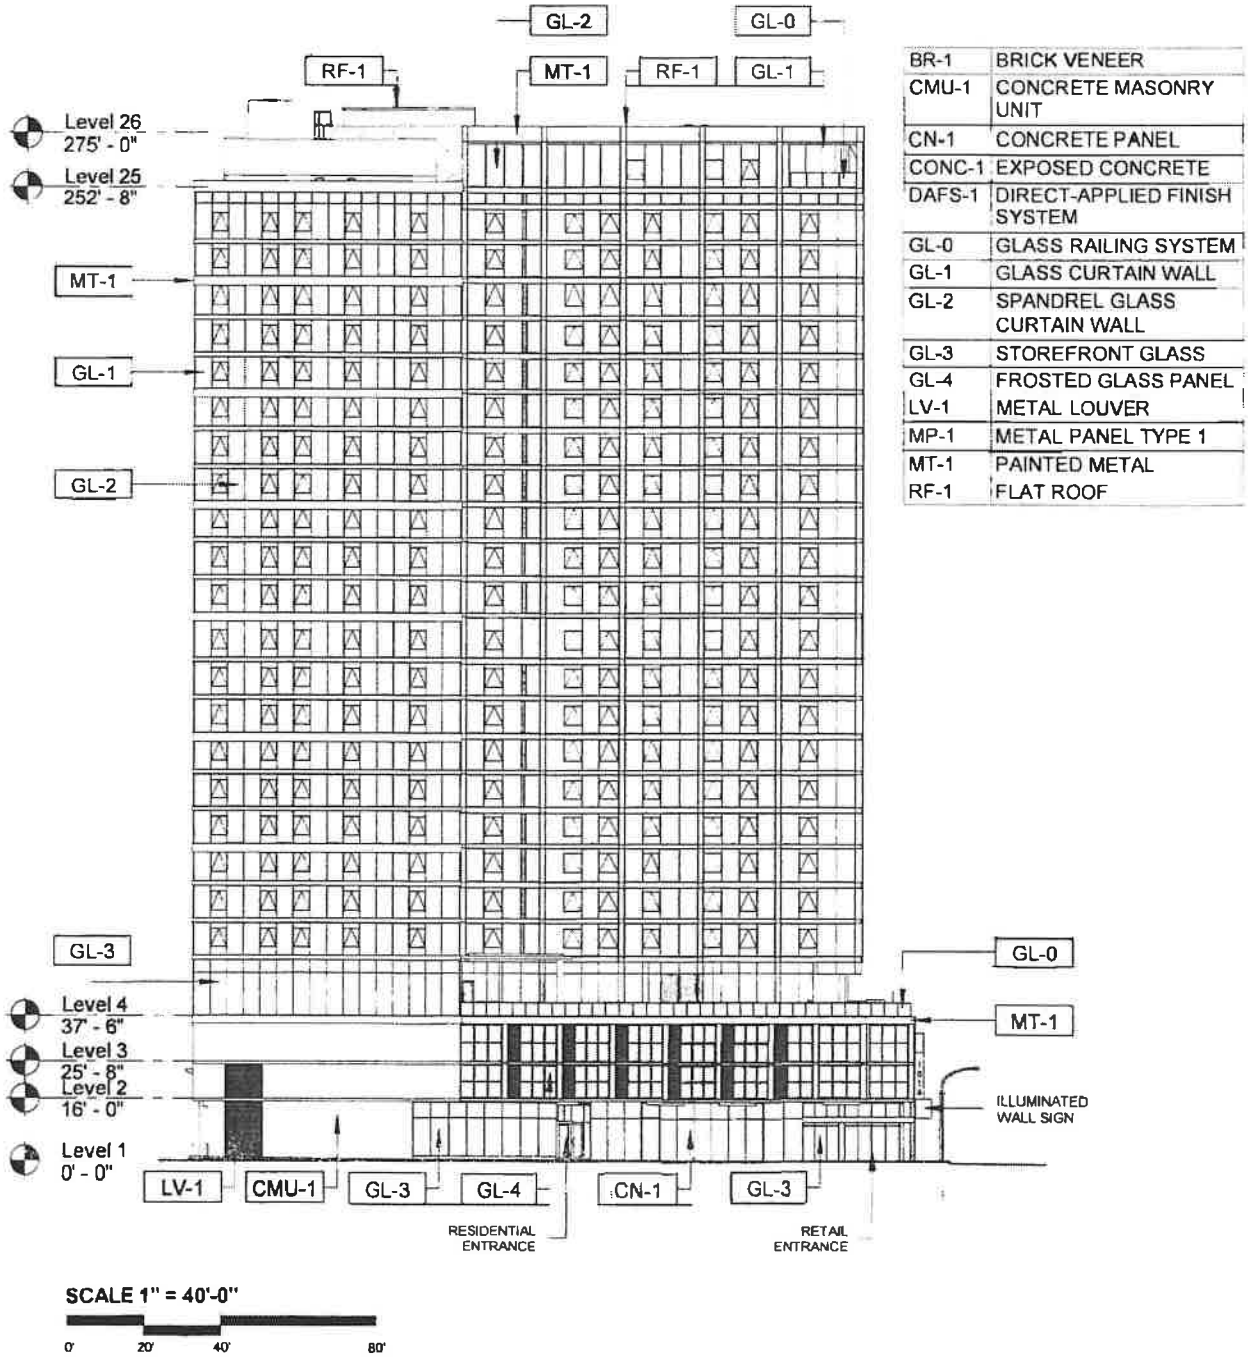 GL-2
GL-0
RF-1
MT-1
RF-1
GL-1
BR-1 BRICK VENEER
CMU-1 CONCRETE MASONRY
UNIT
CN-1 CONCRETE PANEL
CONC-1 EXPOSED CONCRETE
DAFS-1 DIRECT-APPLIED FINISH
SYSTEM
GL-0 GLASS RAILING SYSTEM
GL-1 GLASS CURTAIN WALL
GL-2 SPANDREL GLASS
CURTAIN WALL
GL-3 STOREFRONT GLASS
GL-4 FROSTED GLASS PANEL
LV-1 METAL LOUVER
MP-1 METAL PANEL TYPE 1
MT-1 PAINTED METAL
RF-1 FLAT ROOF
Level 26
275' - 0"
Level 25
252' - 8"
MT-1
GL-1
GL-2
GL-3
GL-0
Level 4
37' - 6"
MT-1
Level 3
25' - 8"
Level 2
16' - 0"
ILLUMINATED
WALL SIGN
Level 1
0' - 0"
LV-1
CMU-1
GL-3
GL-4
CN-1
GL-3
RESIDENTIAL
ENTRANCE
RETAIL
ENTRANCE
SCALE 1" = 40'-0"
0' 20' 40' 80'